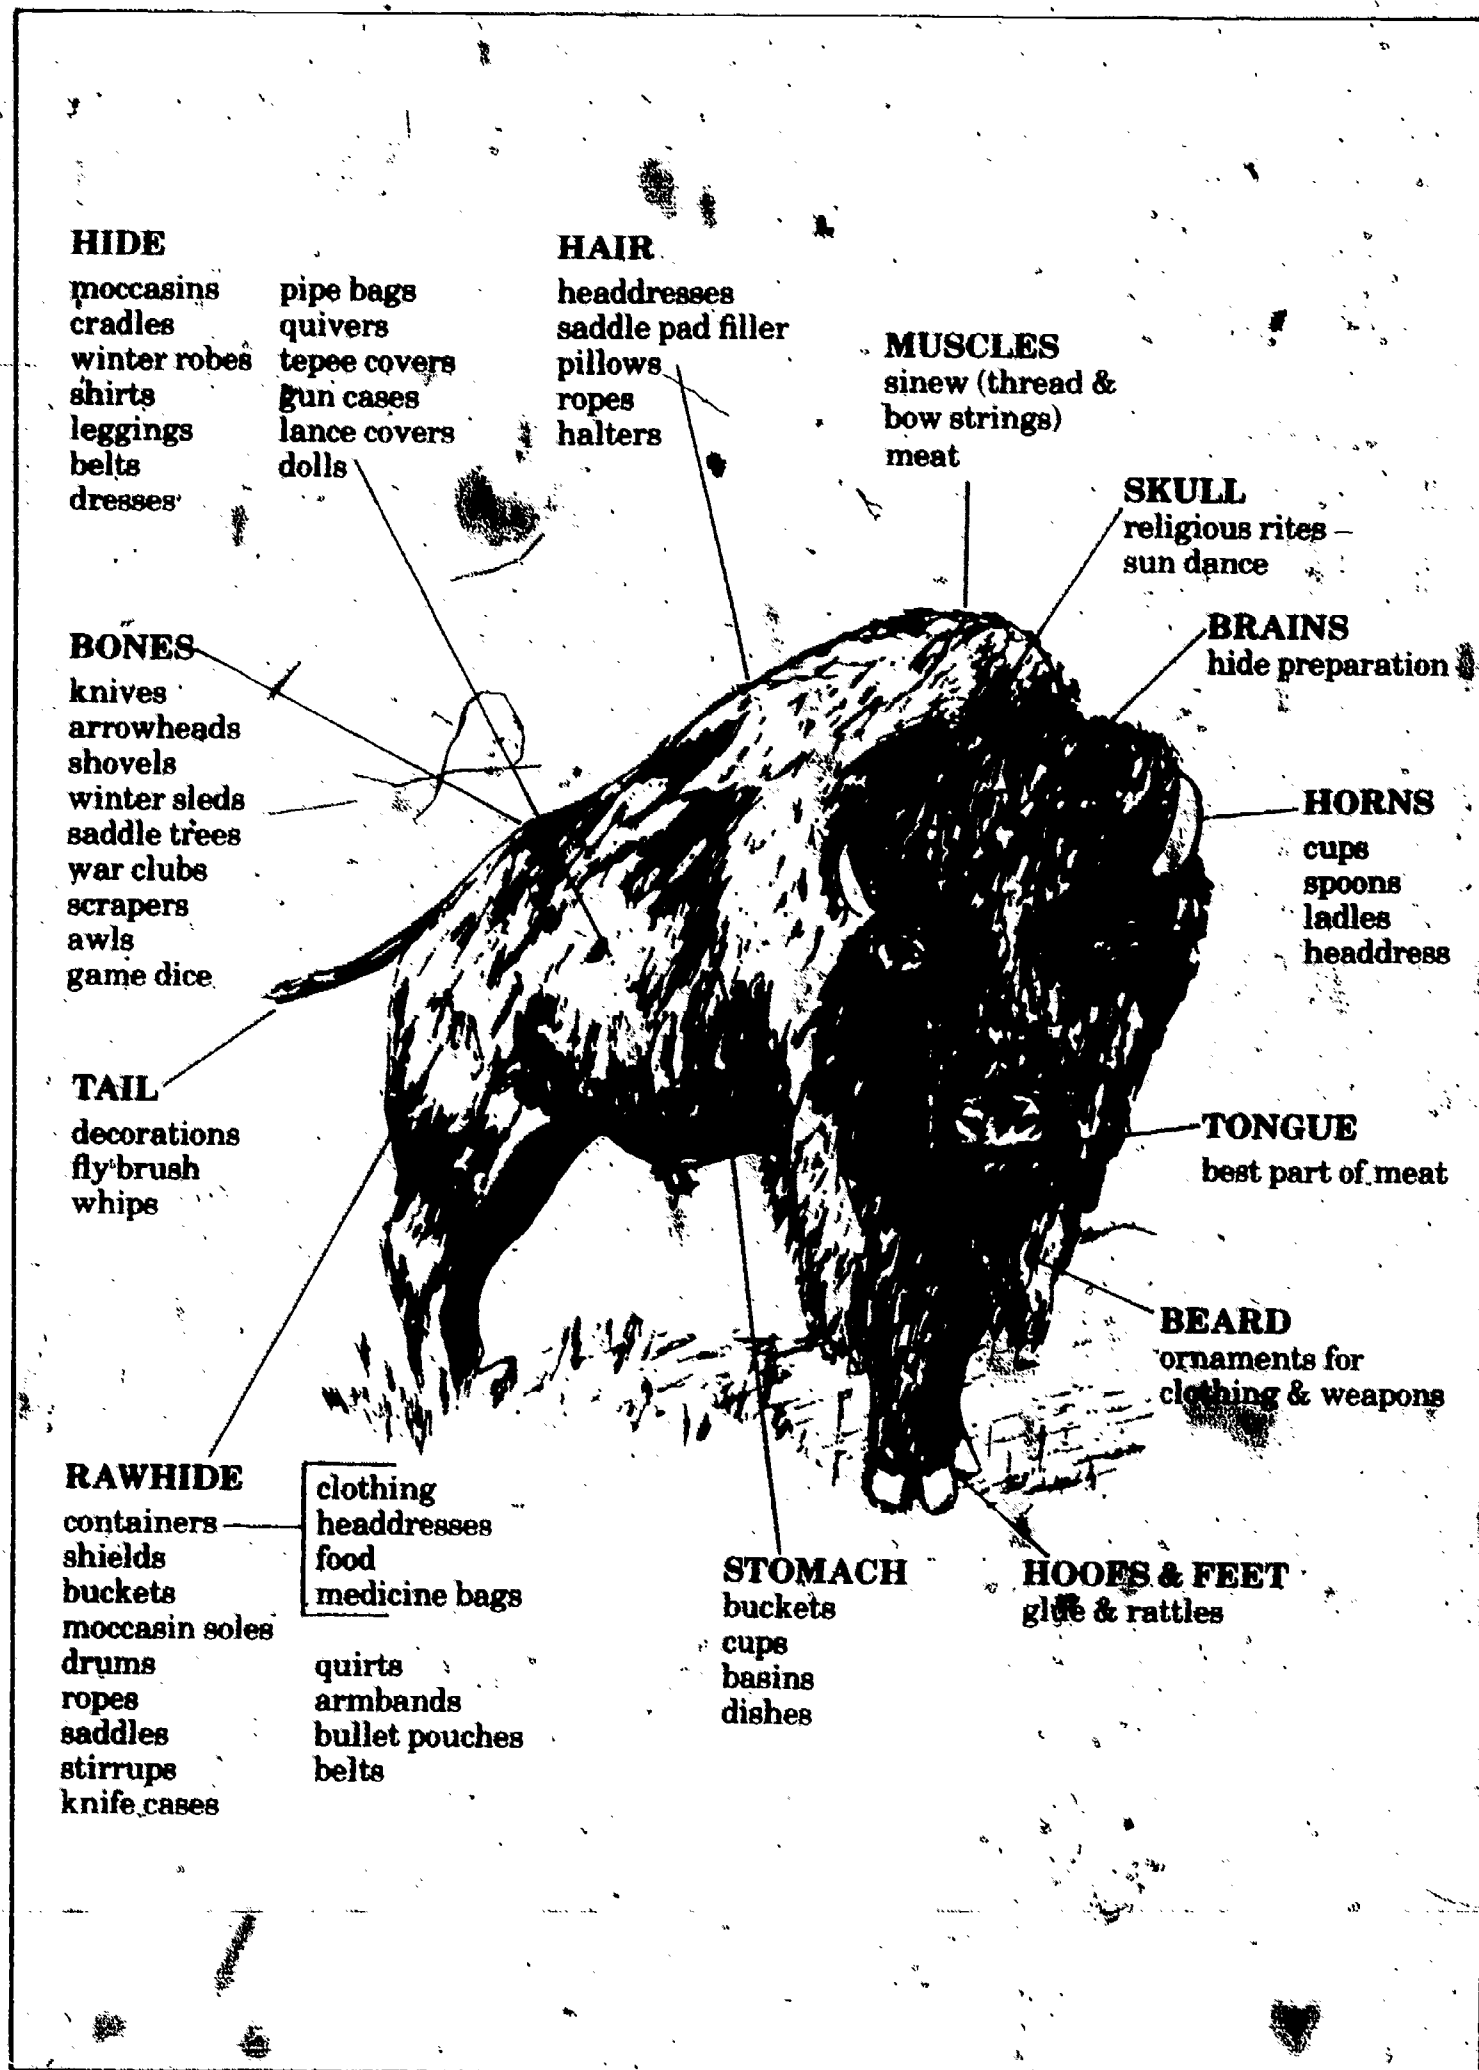 HIDE
moccasins
cradles
winter robes
shirts
leggings
belts
dresses
pipe bags
quivers
tepee covers
gun cases
lance covers
dolls
HAIR
headdresses
saddle pad filler
pillows
ropes
halters
MUSCLES
sinew (thread &
bow strings)
meat
SKULL
religious rites –
sun dance
BRAINS
hide preparation
BONES
knives
arrowheads
shovels
winter sleds
saddle trees
war clubs
scrapers
awls
game dice
HORNS
cups
spoons
ladles
headdress
TAIL
decorations
fly brush
whips
TONGUE
best part of meat
BEARD
ornaments for
clothing & weapons
RAWHIDE
containers
shields
buckets
moccasin soles
drums
ropes
saddles
stirrups
knife cases
clothing
headdresses
food
medicine bags
quirts
armbands
bullet pouches
belts
STOMACH
buckets
cups
basins
dishes
HOOFS & FEET
glue & rattles